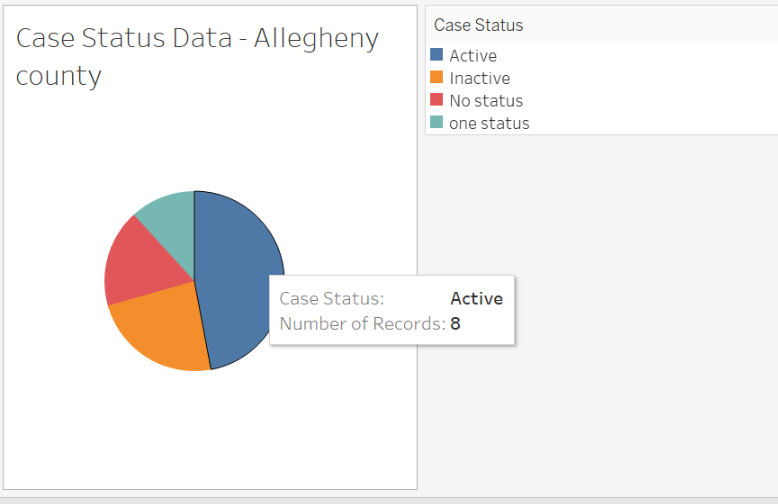 Case Status Data - Allegheny
county
Case Status
Active
Inactive
No status
one status
Case Status: Active
Number of Records: 8